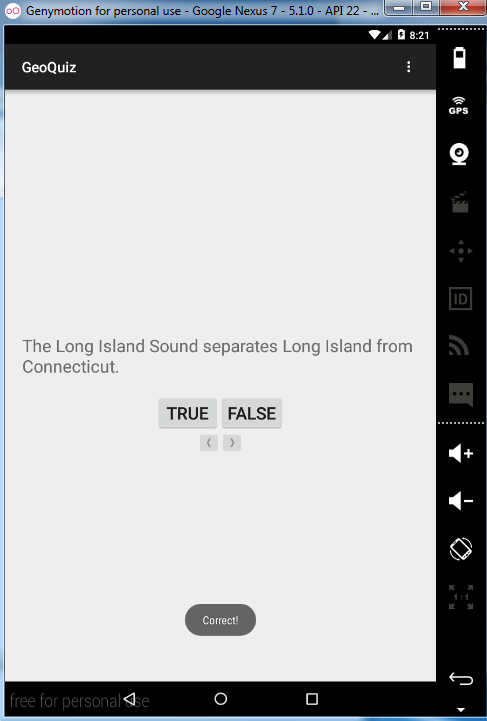 Genymotion for personal use - Google Nexus 7 - 5.1.0 - API 22 - ...
8:21
GeoQuiz
GPS
ID
The Long Island Sound separates Long Island from
Connecticut.
TRUE FALSE
Correct!
1:1
free for personal use